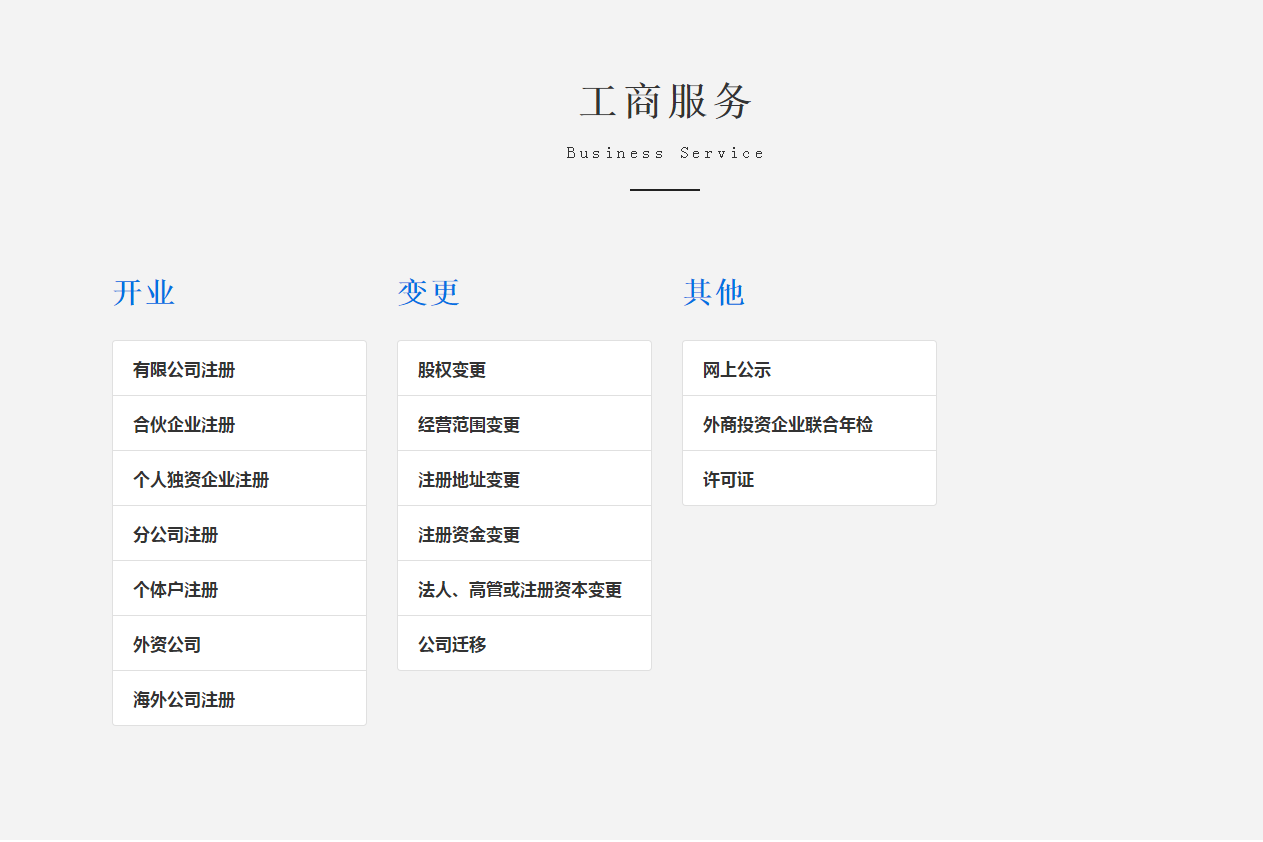 工商服务
Business Service
开业
有限公司注册
合伙企业注册
个人独资企业注册
分公司注册
个体户注册
外资公司
海外公司注册
变更
股权变更
经营范围变更
注册地址变更
注册资金变更
法人、高管或注册资本变更
公司迁移
其他
网上公示
外商投资企业联合年检
许可证